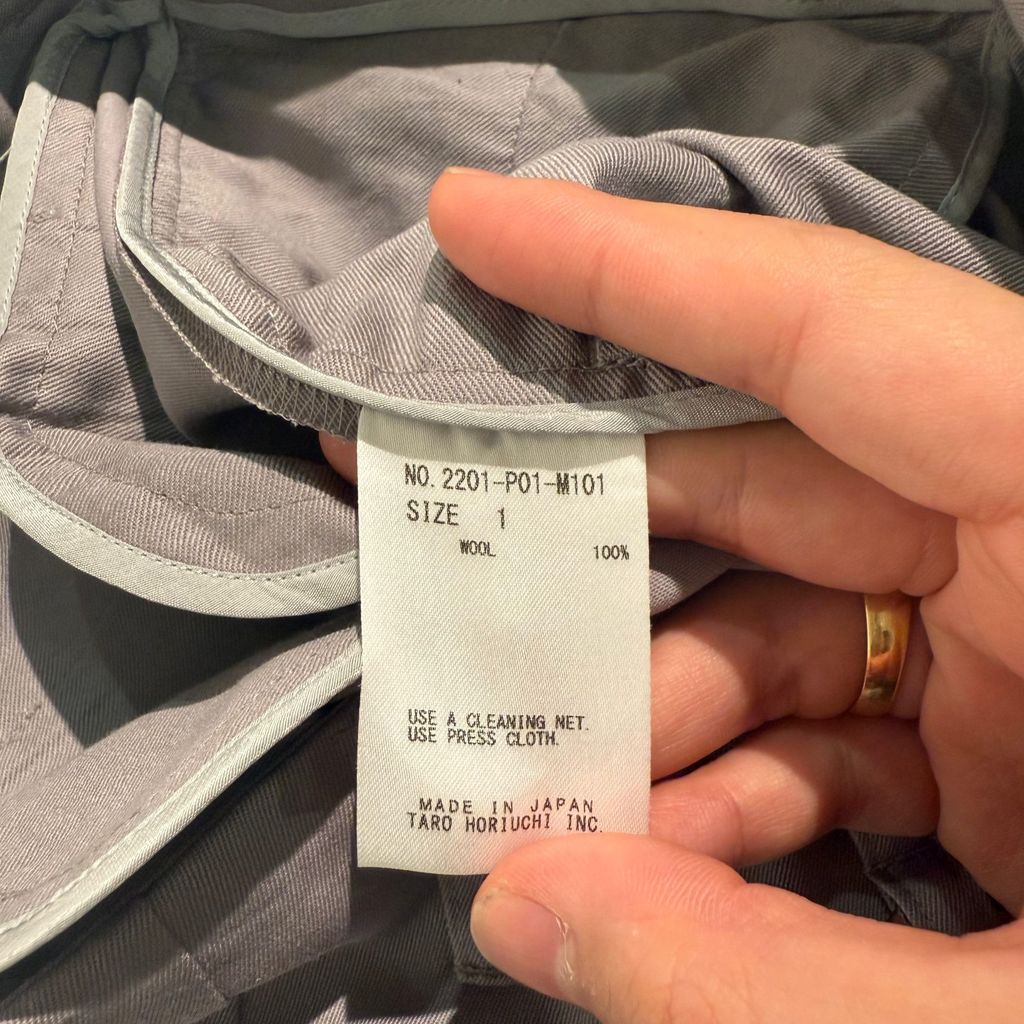 NO. 2201-P01-M101
SIZE 1
WOOL 100%
USE A CLEANING NET.
USE PRESS CLOTH.
MADE IN JAPAN
TARO HORIUCHI INC.